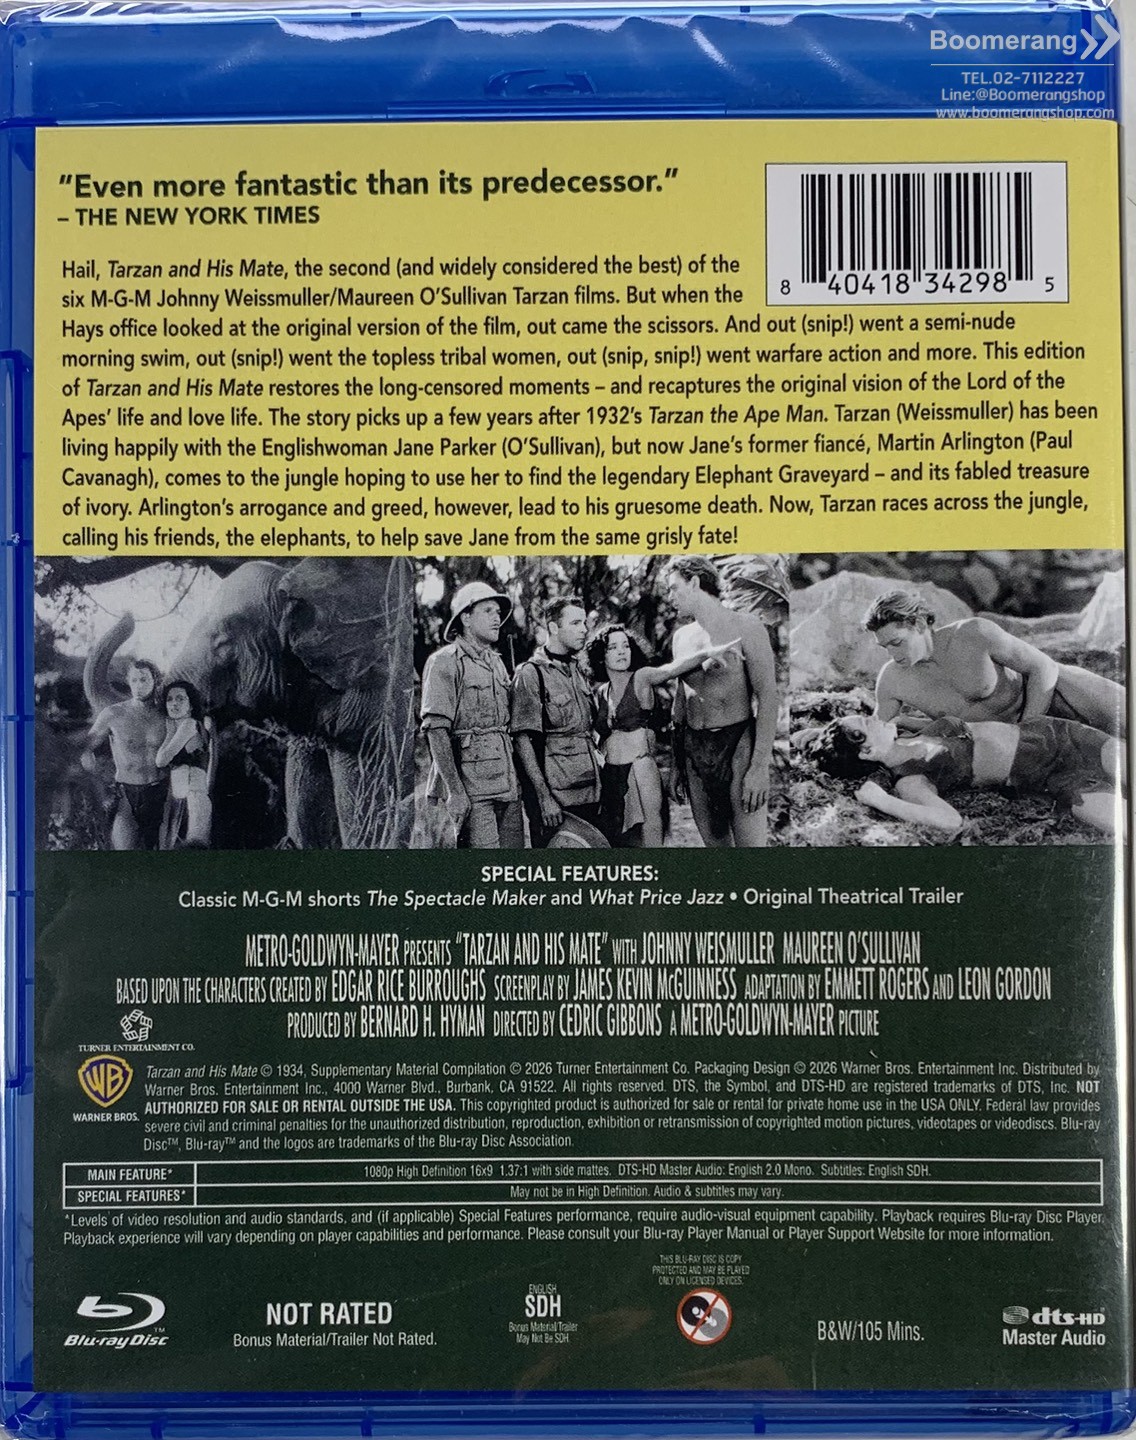 Boomerang
TEL.02-7112227
Line:@Boomerangshop
www.boomerangshop.com
"Even more fantastic than its predecessor."
– THE NEW YORK TIMES
8 40418 34298 5
Hail, Tarzan and His Mate, the second (and widely considered the best) of the
six M-G-M Johnny Weissmuller/Maureen O'Sullivan Tarzan films. But when the
Hays office looked at the original version of the film, out came the scissors. And out (snip!) went a semi-nude
morning swim, out (snip!) went the topless tribal women, out (snip, snip!) went warfare action and more. This edition
of Tarzan and His Mate restores the long-censored moments – and recaptures the original vision of the Lord of the
Apes' life and love life. The story picks up a few years after 1932's Tarzan the Ape Man. Tarzan (Weissmuller) has been
living happily with the Englishwoman Jane Parker (O'Sullivan), but now Jane's former fiancé, Martin Arlington (Paul
Cavanagh), comes to the jungle hoping to use her to find the legendary Elephant Graveyard – and its fabled treasure
of ivory. Arlington's arrogance and greed, however, lead to his gruesome death. Now, Tarzan races across the jungle,
calling his friends, the elephants, to help save Jane from the same grisly fate!
SPECIAL FEATURES:
Classic M-G-M shorts The Spectacle Maker and What Price Jazz • Original Theatrical Trailer
METRO-GOLDWYN-MAYER PRESENTS "TARZAN AND HIS MATE" WITH JOHNNY WEISMULLER MAUREEN O'SULLIVAN
BASED UPON THE CHARACTERS CREATED BY EDGAR RICE BURROUGHS SCREENPLAY BY JAMES KEVIN McGUINNESS ADAPTATION BY EMMETT ROGERS AND LEON GORDON
PRODUCED BY BERNARD H. HYMAN DIRECTED BY CEDRIC GIBBONS A METRO-GOLDWYN-MAYER PICTURE
TURNER ENTERTAINMENT CO.
WB
WARNER BROS.
Tarzan and His Mate © 1934, Supplementary Material Compilation © 2026 Turner Entertainment Co. Packaging Design © 2026 Warner Bros. Entertainment Inc. Distributed by
Warner Bros. Entertainment Inc., 4000 Warner Blvd., Burbank, CA 91522. All rights reserved. DTS, the Symbol, and DTS-HD are registered trademarks of DTS, Inc. NOT
AUTHORIZED FOR SALE OR RENTAL OUTSIDE THE USA. This copyrighted product is authorized for sale or rental for private home use in the USA ONLY. Federal law provides
severe civil and criminal penalties for the unauthorized distribution, reproduction, exhibition or retransmission of copyrighted motion pictures, videotapes or videodiscs. Blu-ray
Disc™, Blu-ray™ and the logos are trademarks of the Blu-ray Disc Association.
MAIN FEATURE* 1080p High Definition 16x9 1.37:1 with side mattes. DTS-HD Master Audio: English 2.0 Mono. Subtitles: English SDH.
SPECIAL FEATURES* May not be in High Definition. Audio & subtitles may vary.
*Levels of video resolution and audio standards, and (if applicable) Special Features performance, require audio-visual equipment capability. Playback requires Blu-ray Disc Player.
Playback experience will vary depending on player capabilities and performance. Please consult your Blu-ray Player Manual or Player Support Website for more information.
THIS BLU-RAY DISC IS COPY
PROTECTED AND MAY BE PLAYED
ONLY ON LICENSED DEVICES.
Blu-ray Disc™
NOT RATED
Bonus Material/Trailer Not Rated.
ENGLISH
SDH
Bonus Material/Trailer
May Not Be SDH.
B&W/105 Mins.
dts-HD
Master Audio